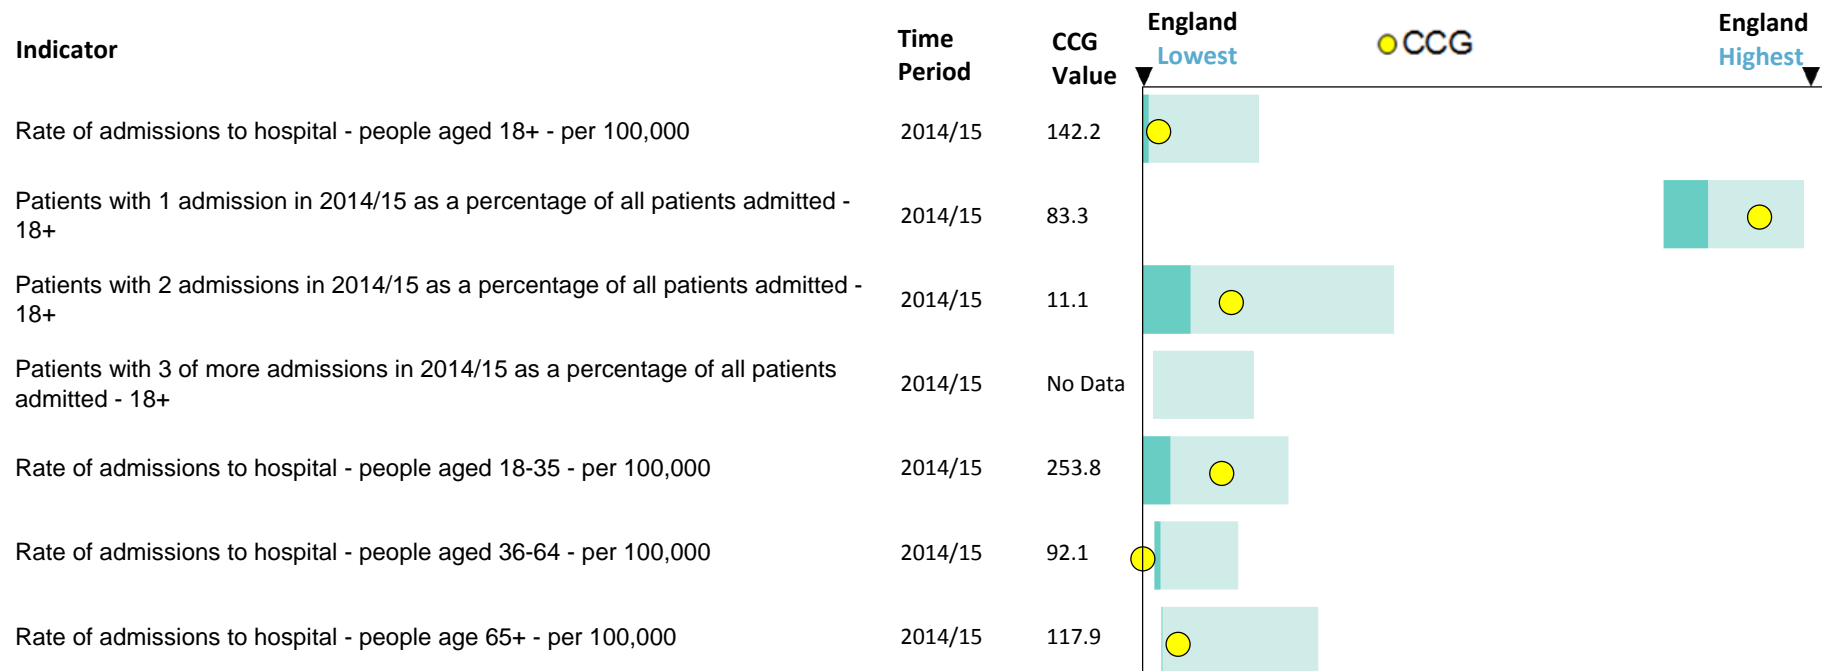 Indicator
Time Period
CCG Value
England Lowest
CCG
England Highest
Rate of admissions to hospital - people aged 18+ - per 100,000 2014/15 142.2
Patients with 1 admission in 2014/15 as a percentage of all patients admitted -
18+
2014/15 83.3
Patients with 2 admissions in 2014/15 as a percentage of all patients admitted -
18+
2014/15 11.1
Patients with 3 of more admissions in 2014/15 as a percentage of all patients
admitted - 18+
2014/15 No Data
Rate of admissions to hospital - people aged 18-35 - per 100,000 2014/15 253.8
Rate of admissions to hospital - people aged 36-64 - per 100,000 2014/15 92.1
Rate of admissions to hospital - people age 65+ - per 100,000 2014/15 117.9